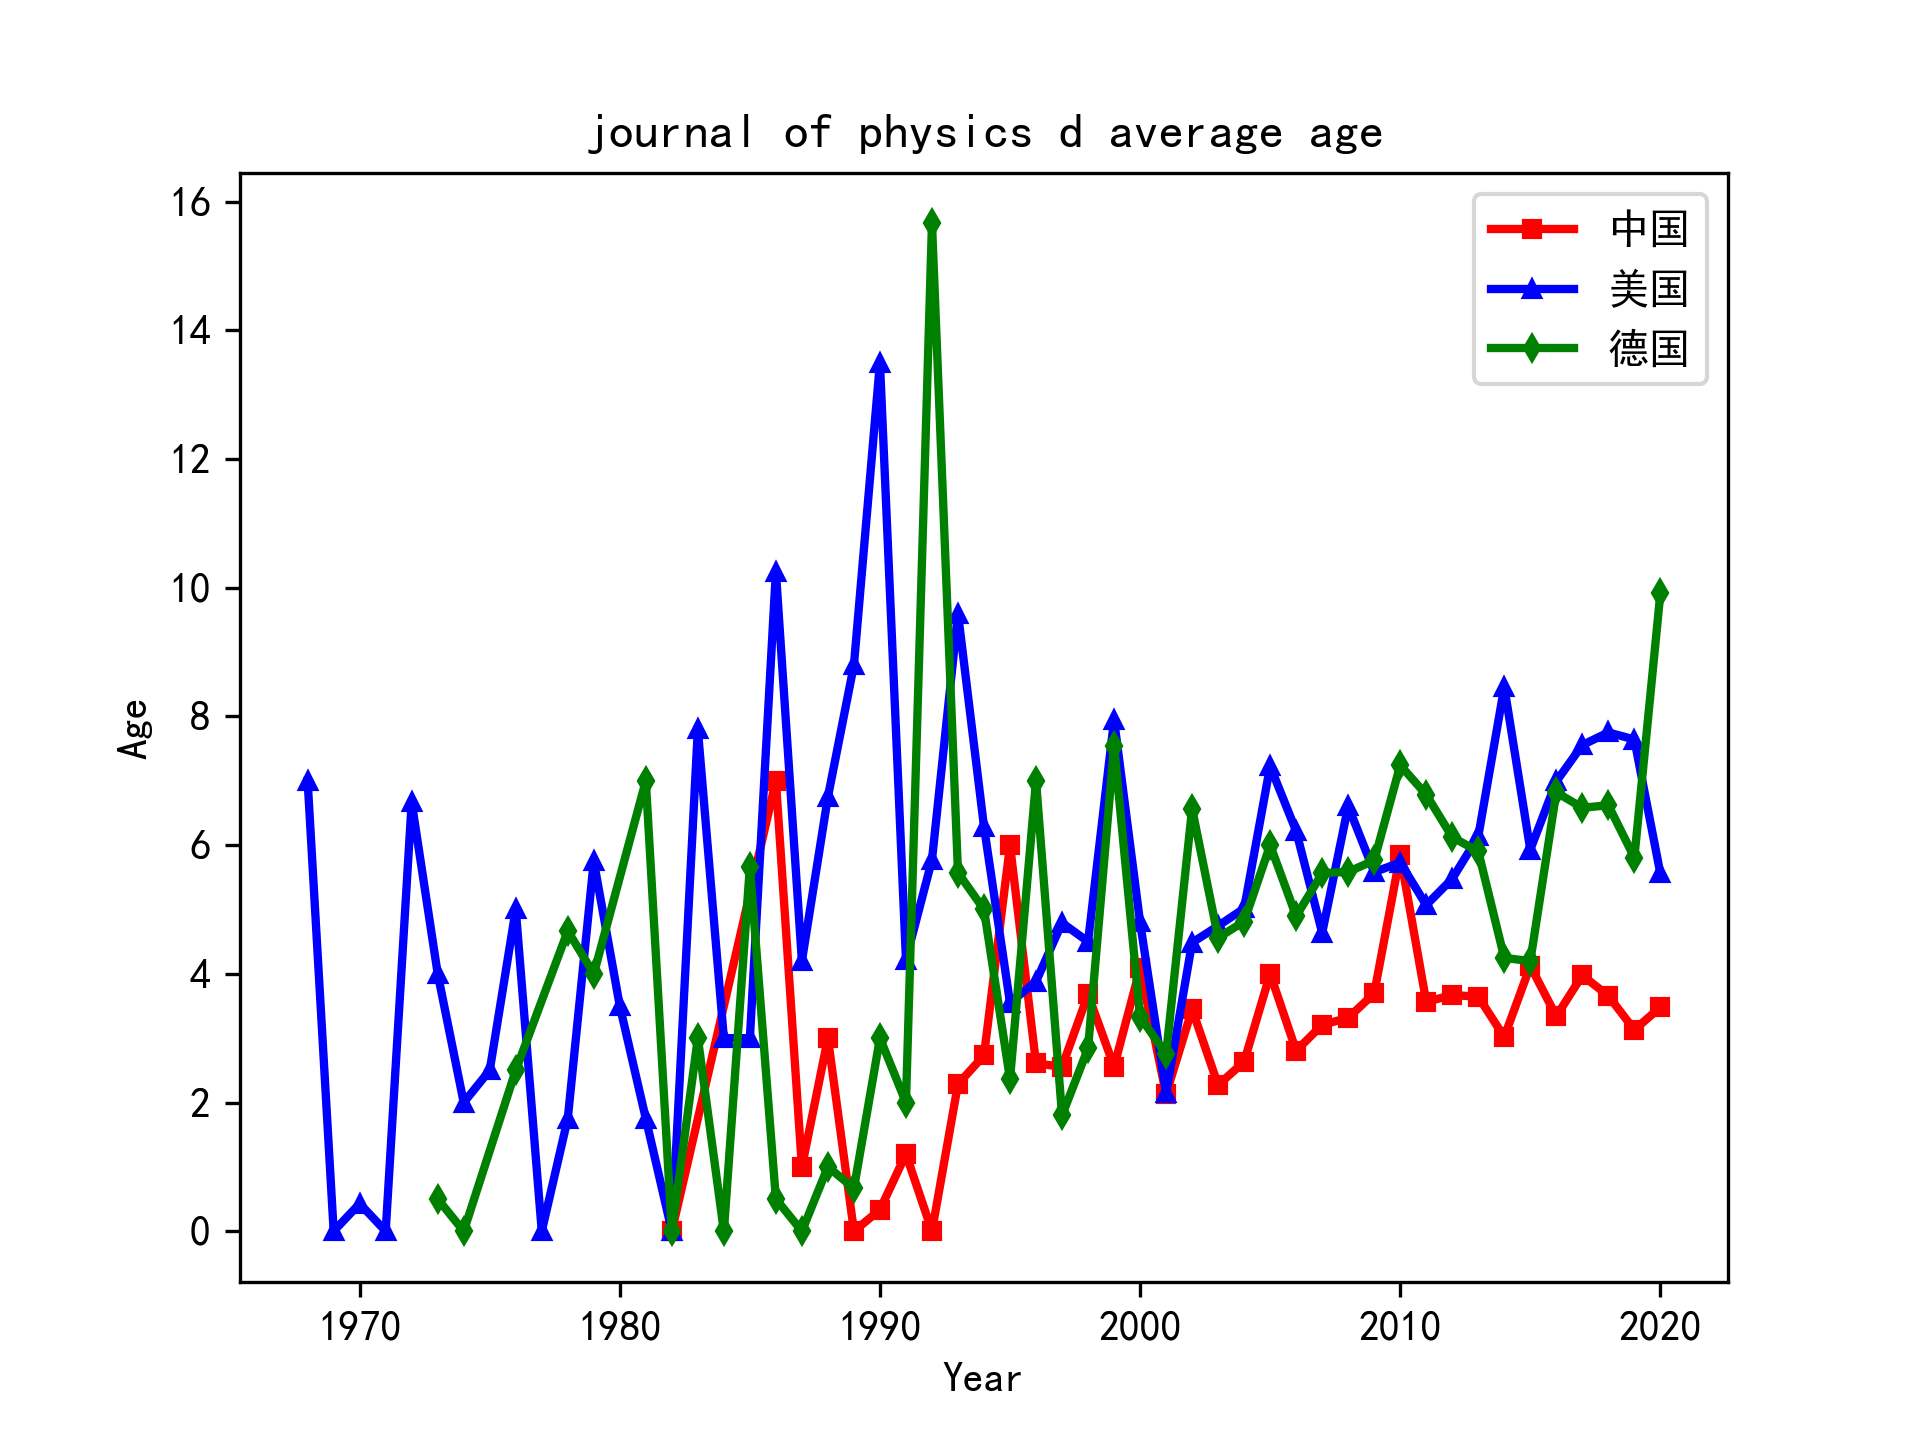 journal of physics d average age
中国
美国
德国
Age
16
14
12
10
8
6
4
2
0
1970 1980 1990 2000 2010 2020
Year